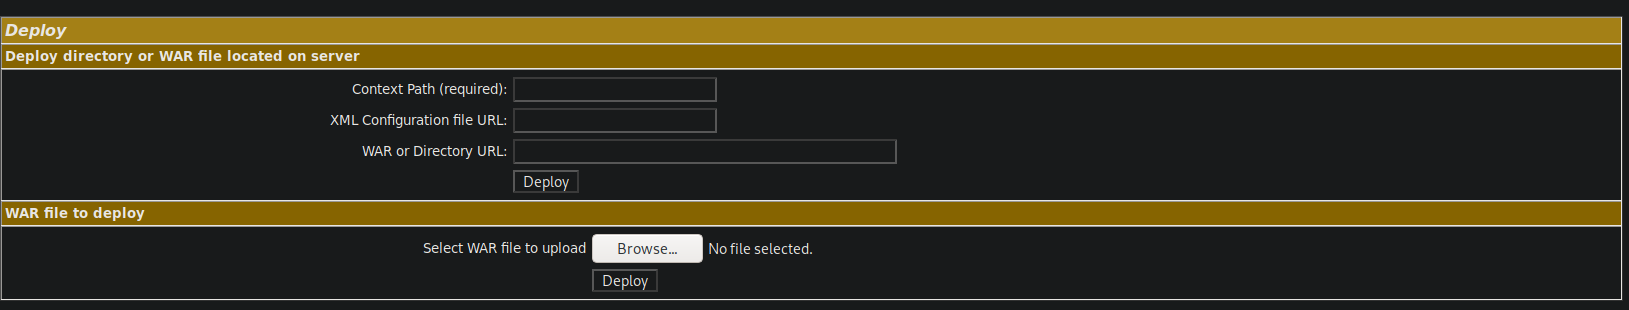 Deploy
Deploy directory or WAR file located on server
Context Path (required):
XML Configuration file URL:
WAR or Directory URL:
Deploy
WAR file to deploy
Select WAR file to upload Browse... No file selected.
Deploy